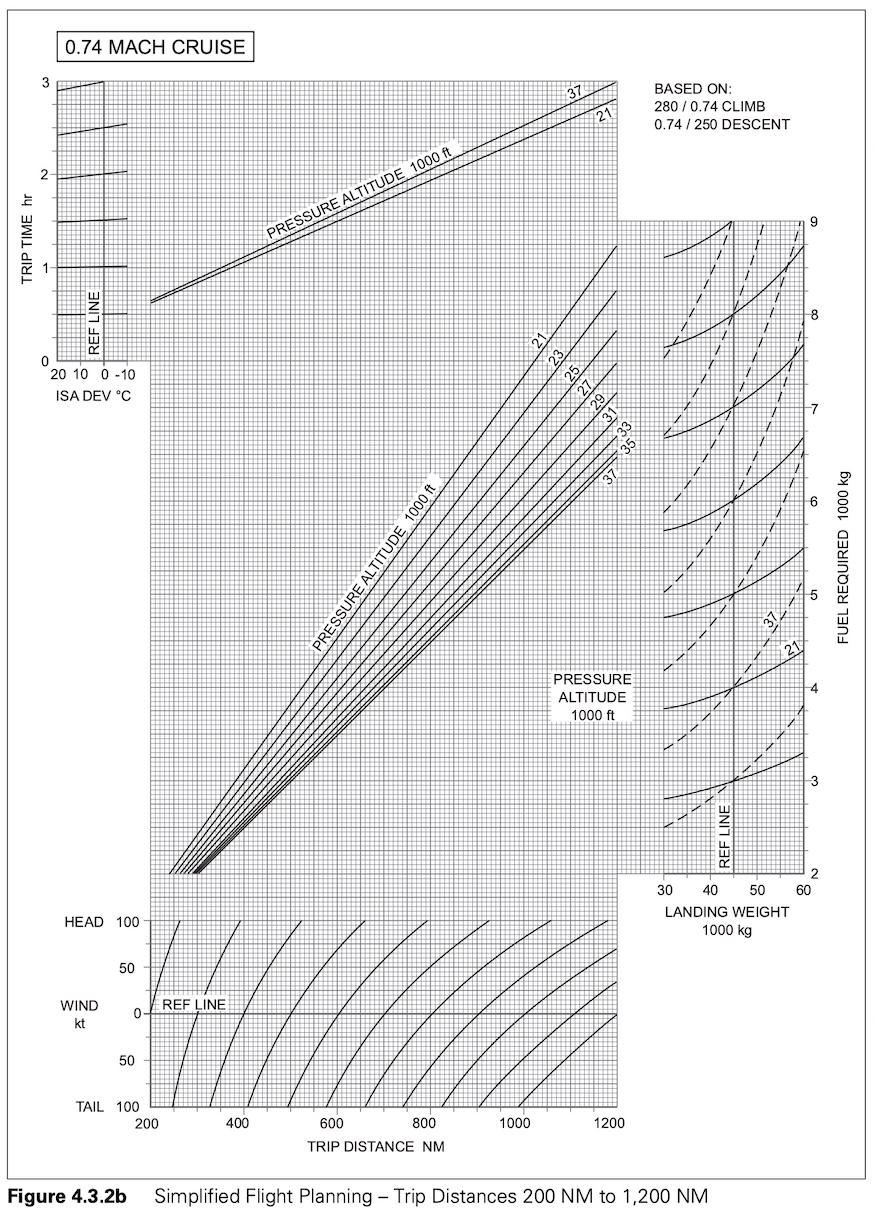 0.74 MACH CRUISE
BASED ON:
280 / 0.74 CLIMB
0.74 / 250 DESCENT
3
2
1
0
TRIP TIME hr
REF LINE
20 10 0 -10
ISA DEV °C
PRESSURE ALTITUDE 1000 ft
37
21
PRESSURE ALTITUDE 1000 ft
21
23
25
27
29
31
33
35
37
9
8
7
6
5
4
3
2
FUEL REQUIRED 1000 kg
37
21
PRESSURE
ALTITUDE
1000 ft
REF LINE
30 40 50 60
LANDING WEIGHT
1000 kg
HEAD 100
50
WIND
kt
0
REF LINE
50
TAIL 100
200 400 600 800 1000 1200
TRIP DISTANCE NM
Figure 4.3.2b Simplified Flight Planning – Trip Distances 200 NM to 1,200 NM